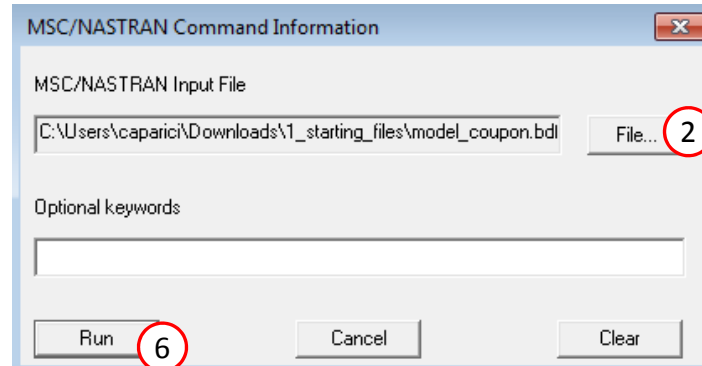 MSC/NASTRAN Command Information
MSC/NASTRAN Input File
C:\Users\caparici\Downloads\1_starting_files\model_coupon.bdf
File... 2
Optional keywords
Run 6 Cancel Clear